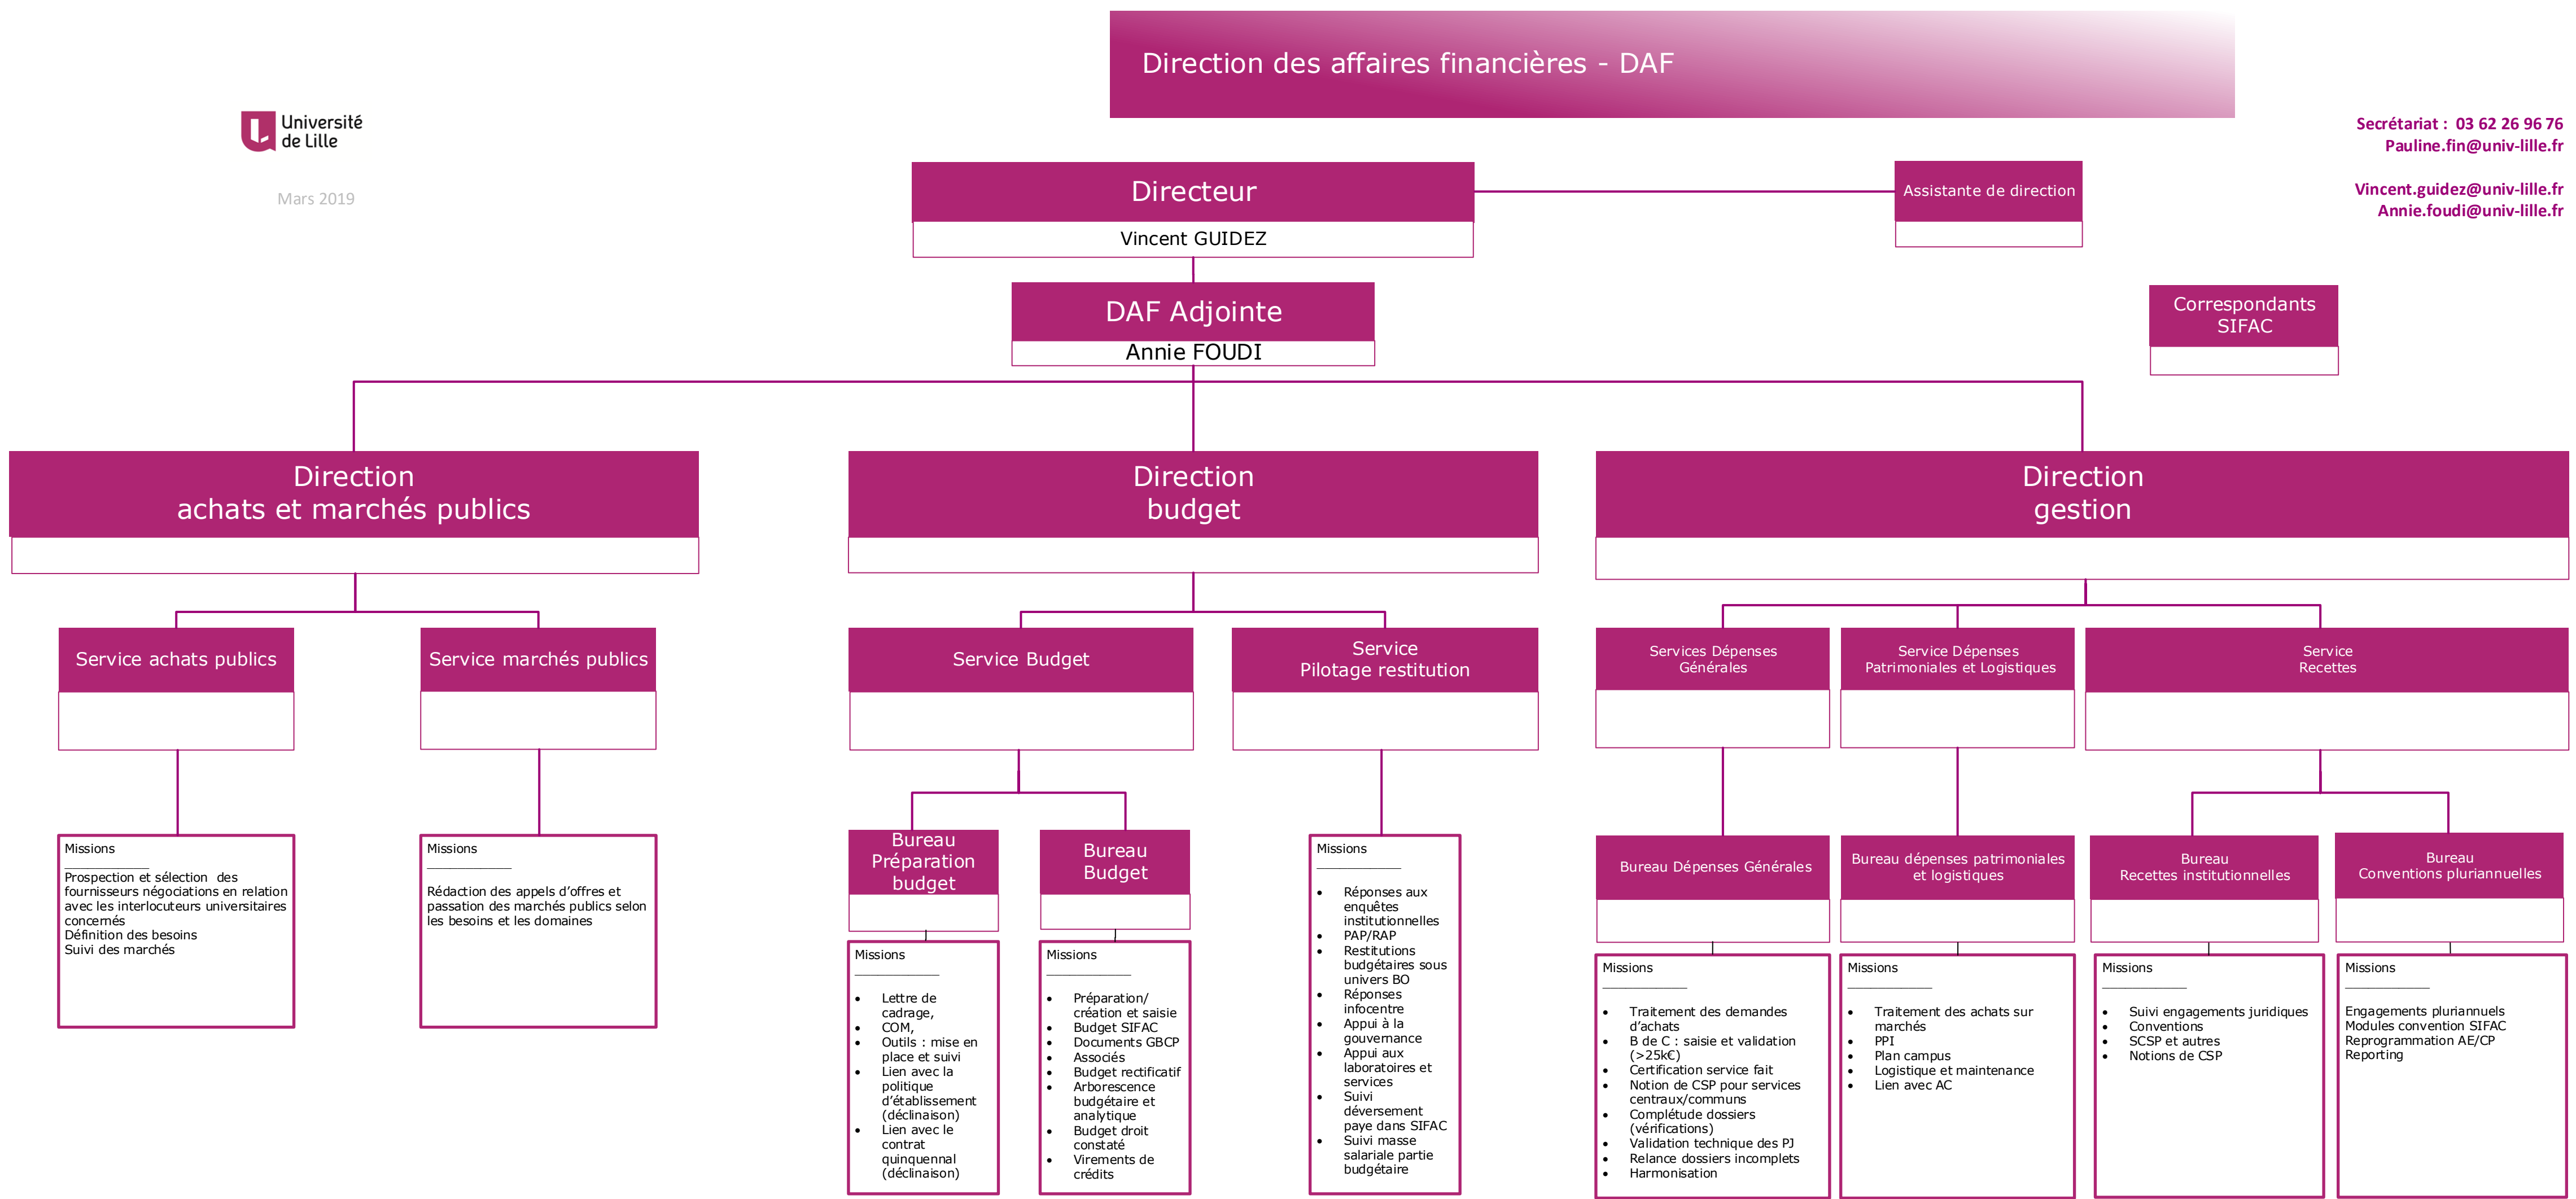 Direction des affaires financières - DAF
Université
de Lille
Mars 2019
Secrétariat :  03 62 26 96 76
Pauline.fin@univ-lille.fr
Vincent.guidez@univ-lille.fr
Annie.foudi@univ-lille.fr
Directeur
Vincent GUIDEZ
Assistante de direction
DAF Adjointe
Annie FOUDI
Correspondants
SIFAC
Direction
achats et marchés publics
Direction
budget
Direction
gestion
Service achats publics
Service marchés publics
Service Budget
Service
Pilotage restitution
Services Dépenses
Générales
Service Dépenses
Patrimoniales et Logistiques
Service
Recettes
Missions
Prospection et sélection  des
fournisseurs négociations en relation
avec les interlocuteurs universitaires
concernés
Définition des besoins
Suivi des marchés
Missions
Rédaction des appels d’offres et
passation des marchés publics selon
les besoins et les domaines
Bureau
Préparation
budget
Missions
• Lettre de
cadrage,
• COM,
• Outils : mise en
place et suivi
• Lien avec la
politique
d’établissement
(déclinaison)
• Lien avec le
contrat
quinquennal
(déclinaison)
Bureau
Budget
Missions
• Préparation/
création et saisie
• Budget SIFAC
• Documents GBCP
• Associés
• Budget rectificatif
• Arborescence
budgétaire et
analytique
• Budget droit
constaté
• Virements de
crédits
Missions
• Réponses aux
enquêtes
institutionnelles
• PAP/RAP
• Restitutions
budgétaires sous
univers BO
• Réponses
infocentre
• Appui à la
gouvernance
• Appui aux
laboratoires et
services
• Suivi
déversement
paye dans SIFAC
• Suivi masse
salariale partie
budgétaire
Bureau Dépenses Générales
Missions
• Traitement des demandes
d’achats
• B de C : saisie et validation
(>25k€)
• Certification service fait
• Notion de CSP pour services
centraux/communs
• Complétude dossiers
(vérifications)
• Validation technique des PJ
• Relance dossiers incomplets
• Harmonisation
Bureau dépenses patrimoniales
et logistiques
Missions
• Traitement des achats sur
marchés
• PPI
• Plan campus
• Logistique et maintenance
• Lien avec AC
Bureau
Recettes institutionnelles
Missions
• Suivi engagements juridiques
• Conventions
• SCSP et autres
• Notions de CSP
Bureau
Conventions pluriannuelles
Missions
Engagements pluriannuels
Modules convention SIFAC
Reprogrammation AE/CP
Reporting